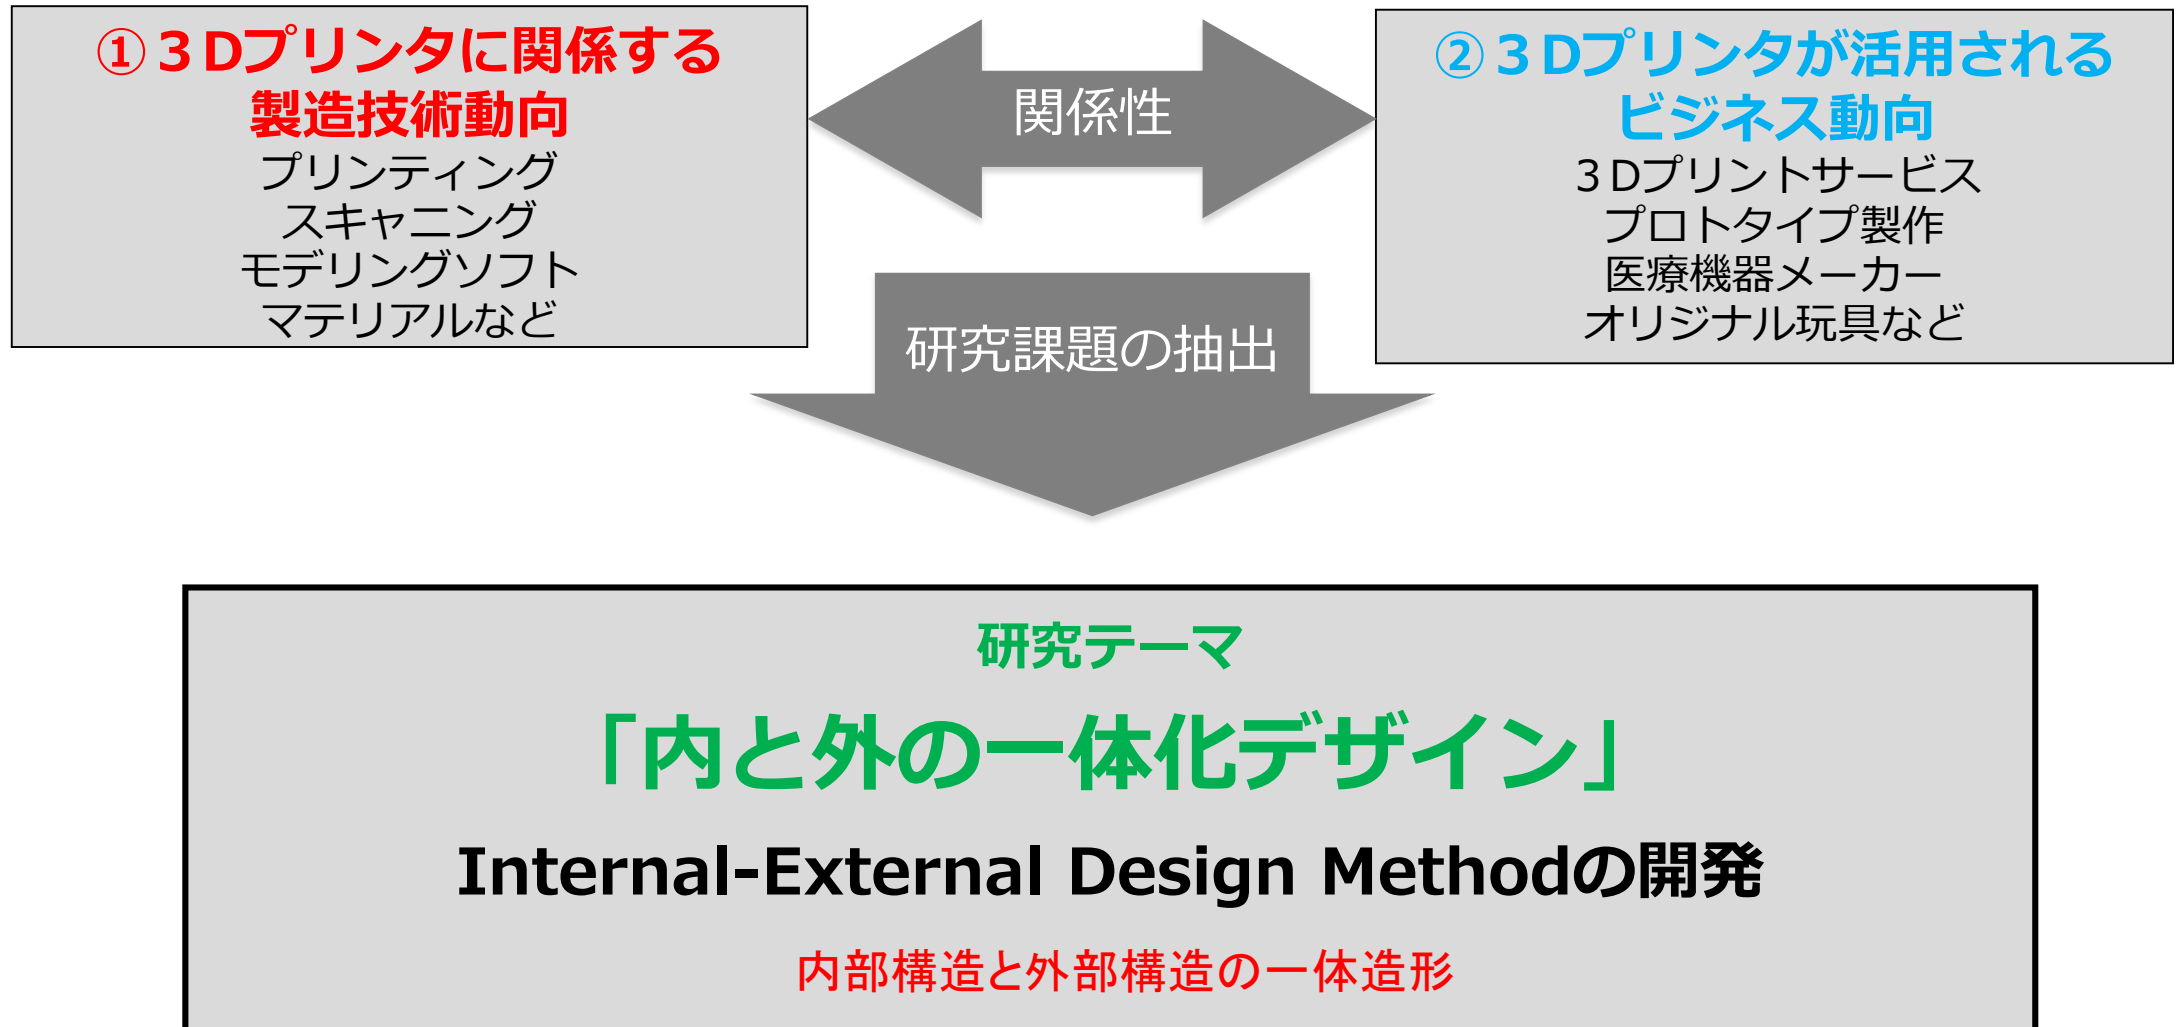 ①３Dプリンタに関係する
製造技術動向
プリンティング
スキャニング
モデリングソフト
マテリアルなど
関係性
②３Dプリンタが活用される
ビジネス動向
３Dプリントサービス
プロトタイプ製作
医療機器メーカー
オリジナル玩具など
研究課題の抽出
研究テーマ
「内と外の一体化デザイン」
Internal-External Design Methodの開発
内部構造と外部構造の一体造形